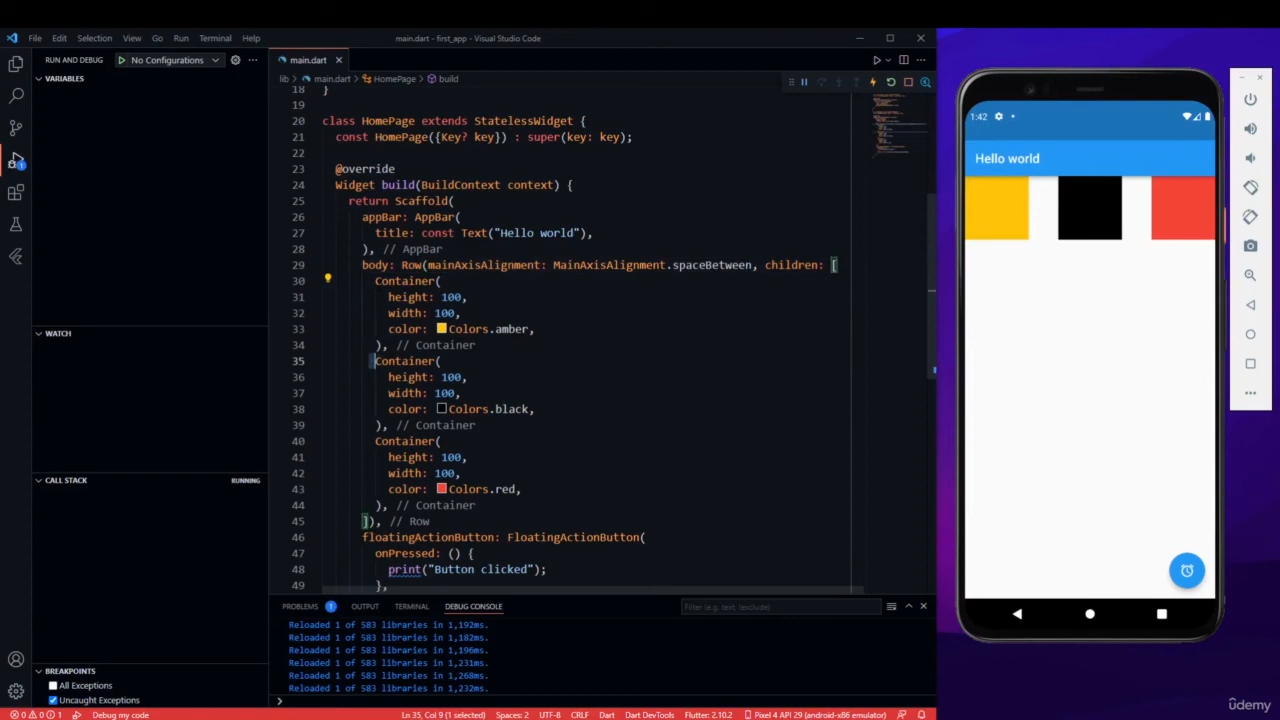 File Edit Selection View Go Run Terminal Help
main.dart - first_app - Visual Studio Code
RUN AND DEBUG
No Configurations
main.dart
lib > main.dart > HomePage > build
VARIABLES
WATCH
CALL STACK
RUNNING
BREAKPOINTS
All Exceptions
Uncaught Exceptions
1
18 }
19
20 class HomePage extends StatelessWidget {
21 const HomePage({Key? key}) : super(key: key);
22
23 @override
24 Widget build(BuildContext context) {
25 return Scaffold(
26 appBar: AppBar(
27 title: const Text("Hello world"),
28 ), // AppBar
29 body: Row(mainAxisAlignment: MainAxisAlignment.spaceBetween, children: [
30 Container(
31 height: 100,
32 width: 100,
33 color: Colors.amber,
34 ), // Container
35 Container(
36 height: 100,
37 width: 100,
38 color: Colors.black,
39 ), // Container
40 Container(
41 height: 100,
42 width: 100,
43 color: Colors.red,
44 ), // Container
45 ]), // Row
46 floatingActionButton: FloatingActionButton(
47 onPressed: () {
48 print("Button clicked");
49 },
PROBLEMS 1 OUTPUT TERMINAL DEBUG CONSOLE
Filter (e.g. text, !exclude)
Reloaded 1 of 583 libraries in 1,192ms.
Reloaded 1 of 583 libraries in 1,182ms.
Reloaded 1 of 583 libraries in 1,196ms.
Reloaded 1 of 583 libraries in 1,231ms.
Reloaded 1 of 583 libraries in 1,268ms.
Reloaded 1 of 583 libraries in 1,232ms.
0 0 1 Debug my code
Ln 35, Col 9 (1 selected) Spaces: 2 UTF-8 CRLF Dart Dart DevTools Flutter: 2.10.2 Pixel 4 API 29 (android-x86 emulator)
1:42
Hello world
udemy